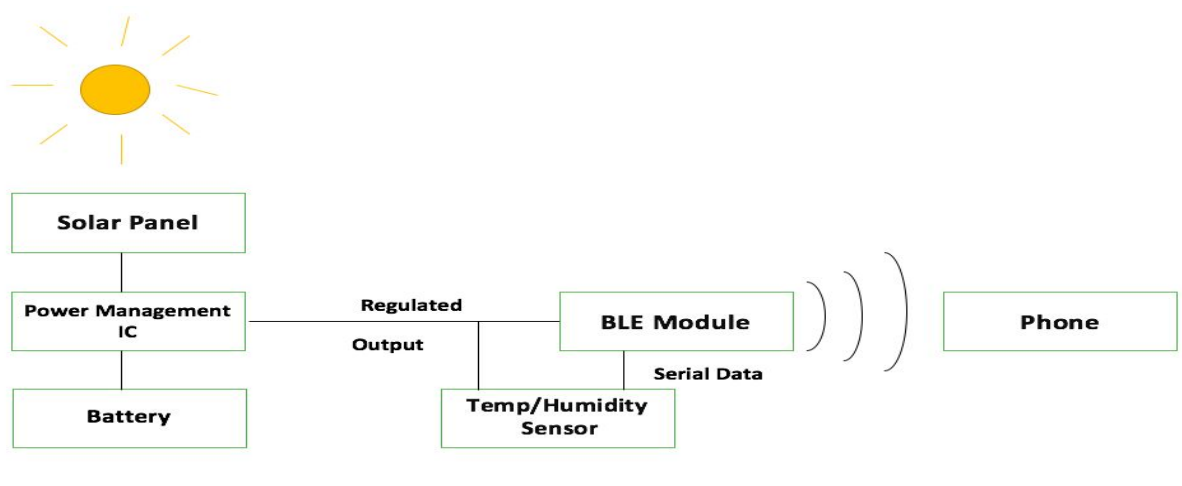 Solar Panel
Power Management
IC
Battery
Regulated
Output
BLE Module
Serial Data
Temp/Humidity
Sensor
Phone